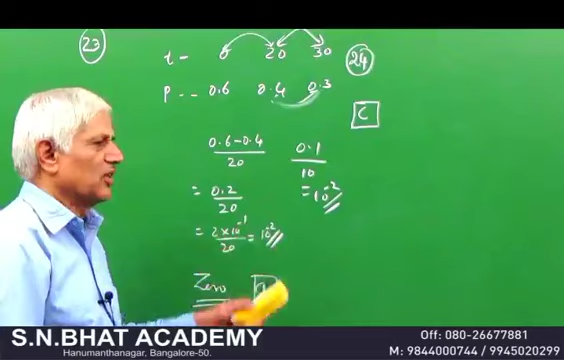 23
t - 0 20 30
24
P -- 0.6 0.4 0.3
C
0.6-0.4 / 20 0.1 / 10
= 0.2 / 20 = 10⁻²
= 2×10⁻¹ / 20 = 10⁻²
Zero
S.N.BHAT ACADEMY
Hanumanthanagar, Bangalore-50.
Off: 080-26677881
M: 9844000744 / 9945020299